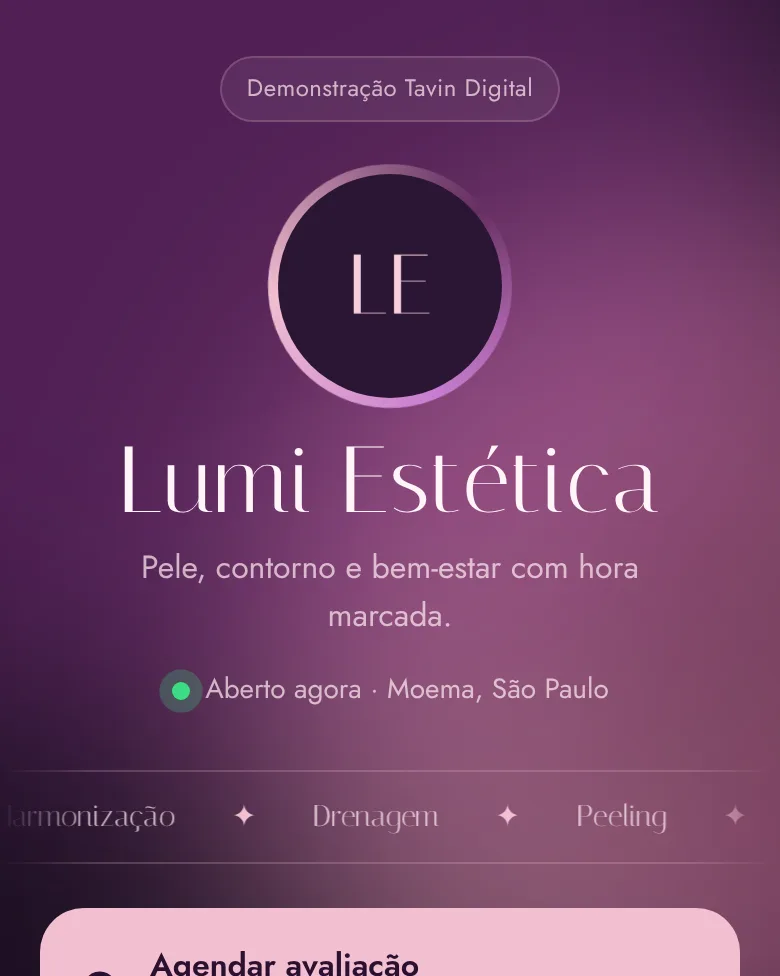 Demonstração Tavin Digital
LE
Lumi Estética
Pele, contorno e bem-estar com hora
marcada.
Aberto agora · Moema, São Paulo
armonização ✦ Drenagem ✦ Peeling ✦
Agendar avaliação